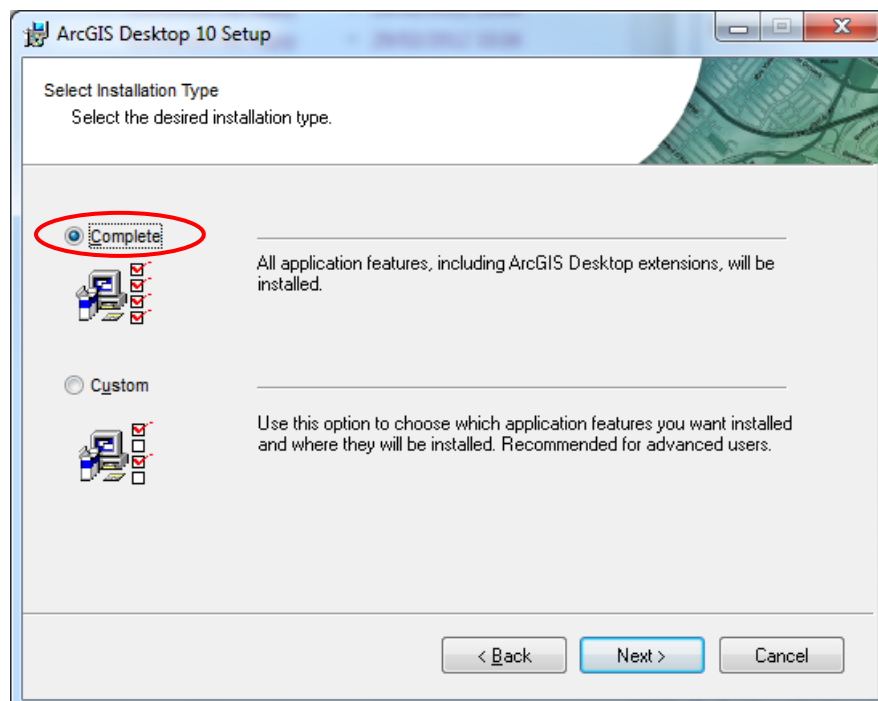 ArcGIS Desktop 10 Setup
Select Installation Type
Select the desired installation type.
Complete
All application features, including ArcGIS Desktop extensions, will be
installed.
Custom
Use this option to choose which application features you want installed
and where they will be installed. Recommended for advanced users.
< Back
Next >
Cancel